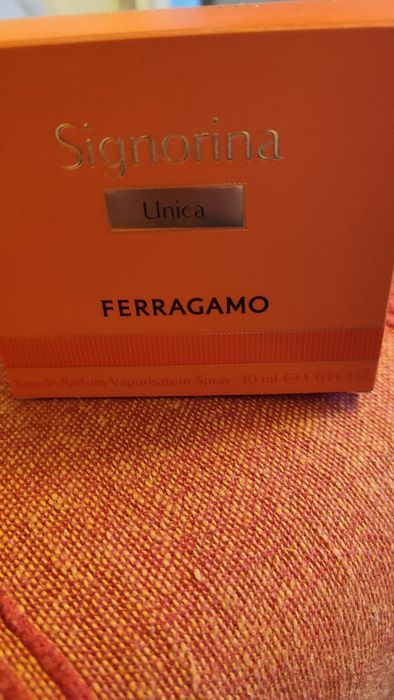 Signorina
Unica
FERRAGAMO
Eau de Parfum Vaporisateur Spray 30 ml ℮ 1.0 FL.OZ